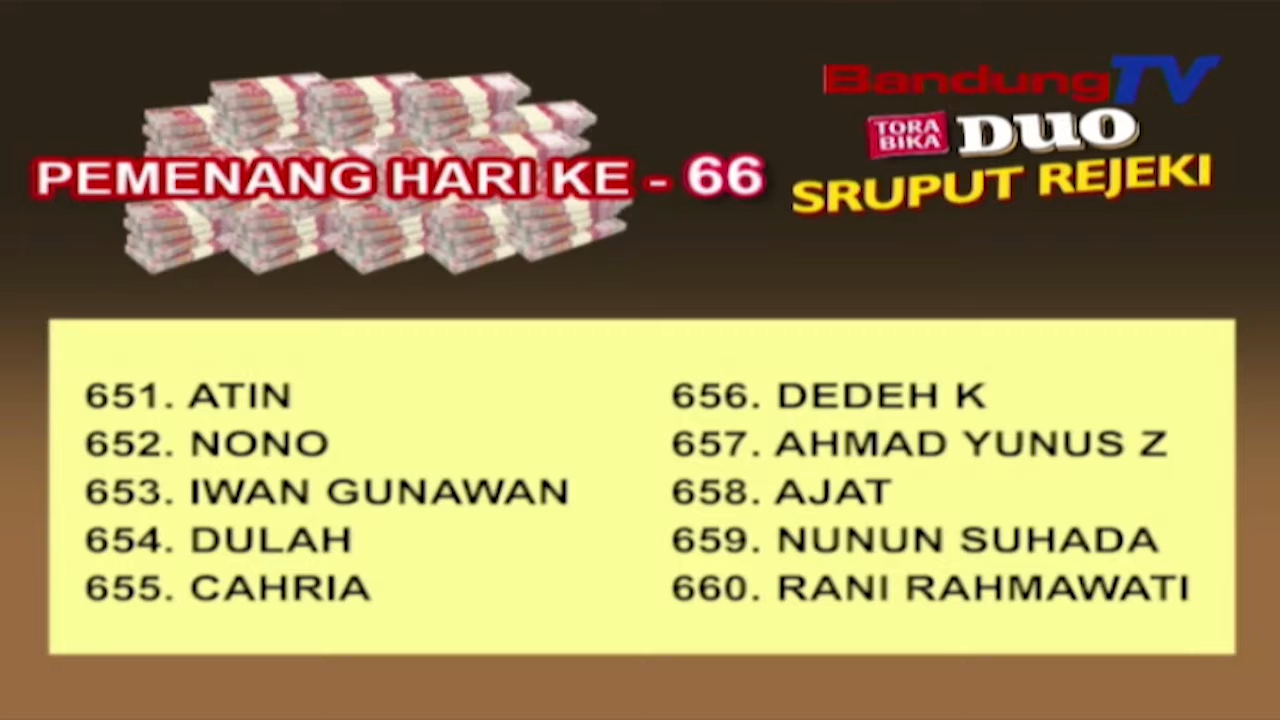 BandungTV
TORA BIKA DUO
SRUPUT REJEKI
PEMENANG HARI KE - 66
651. ATIN
652. NONO
653. IWAN GUNAWAN
654. DULAH
655. CAHRIA
656. DEDEH K
657. AHMAD YUNUS Z
658. AJAT
659. NUNUN SUHADA
660. RANI RAHMAWATI